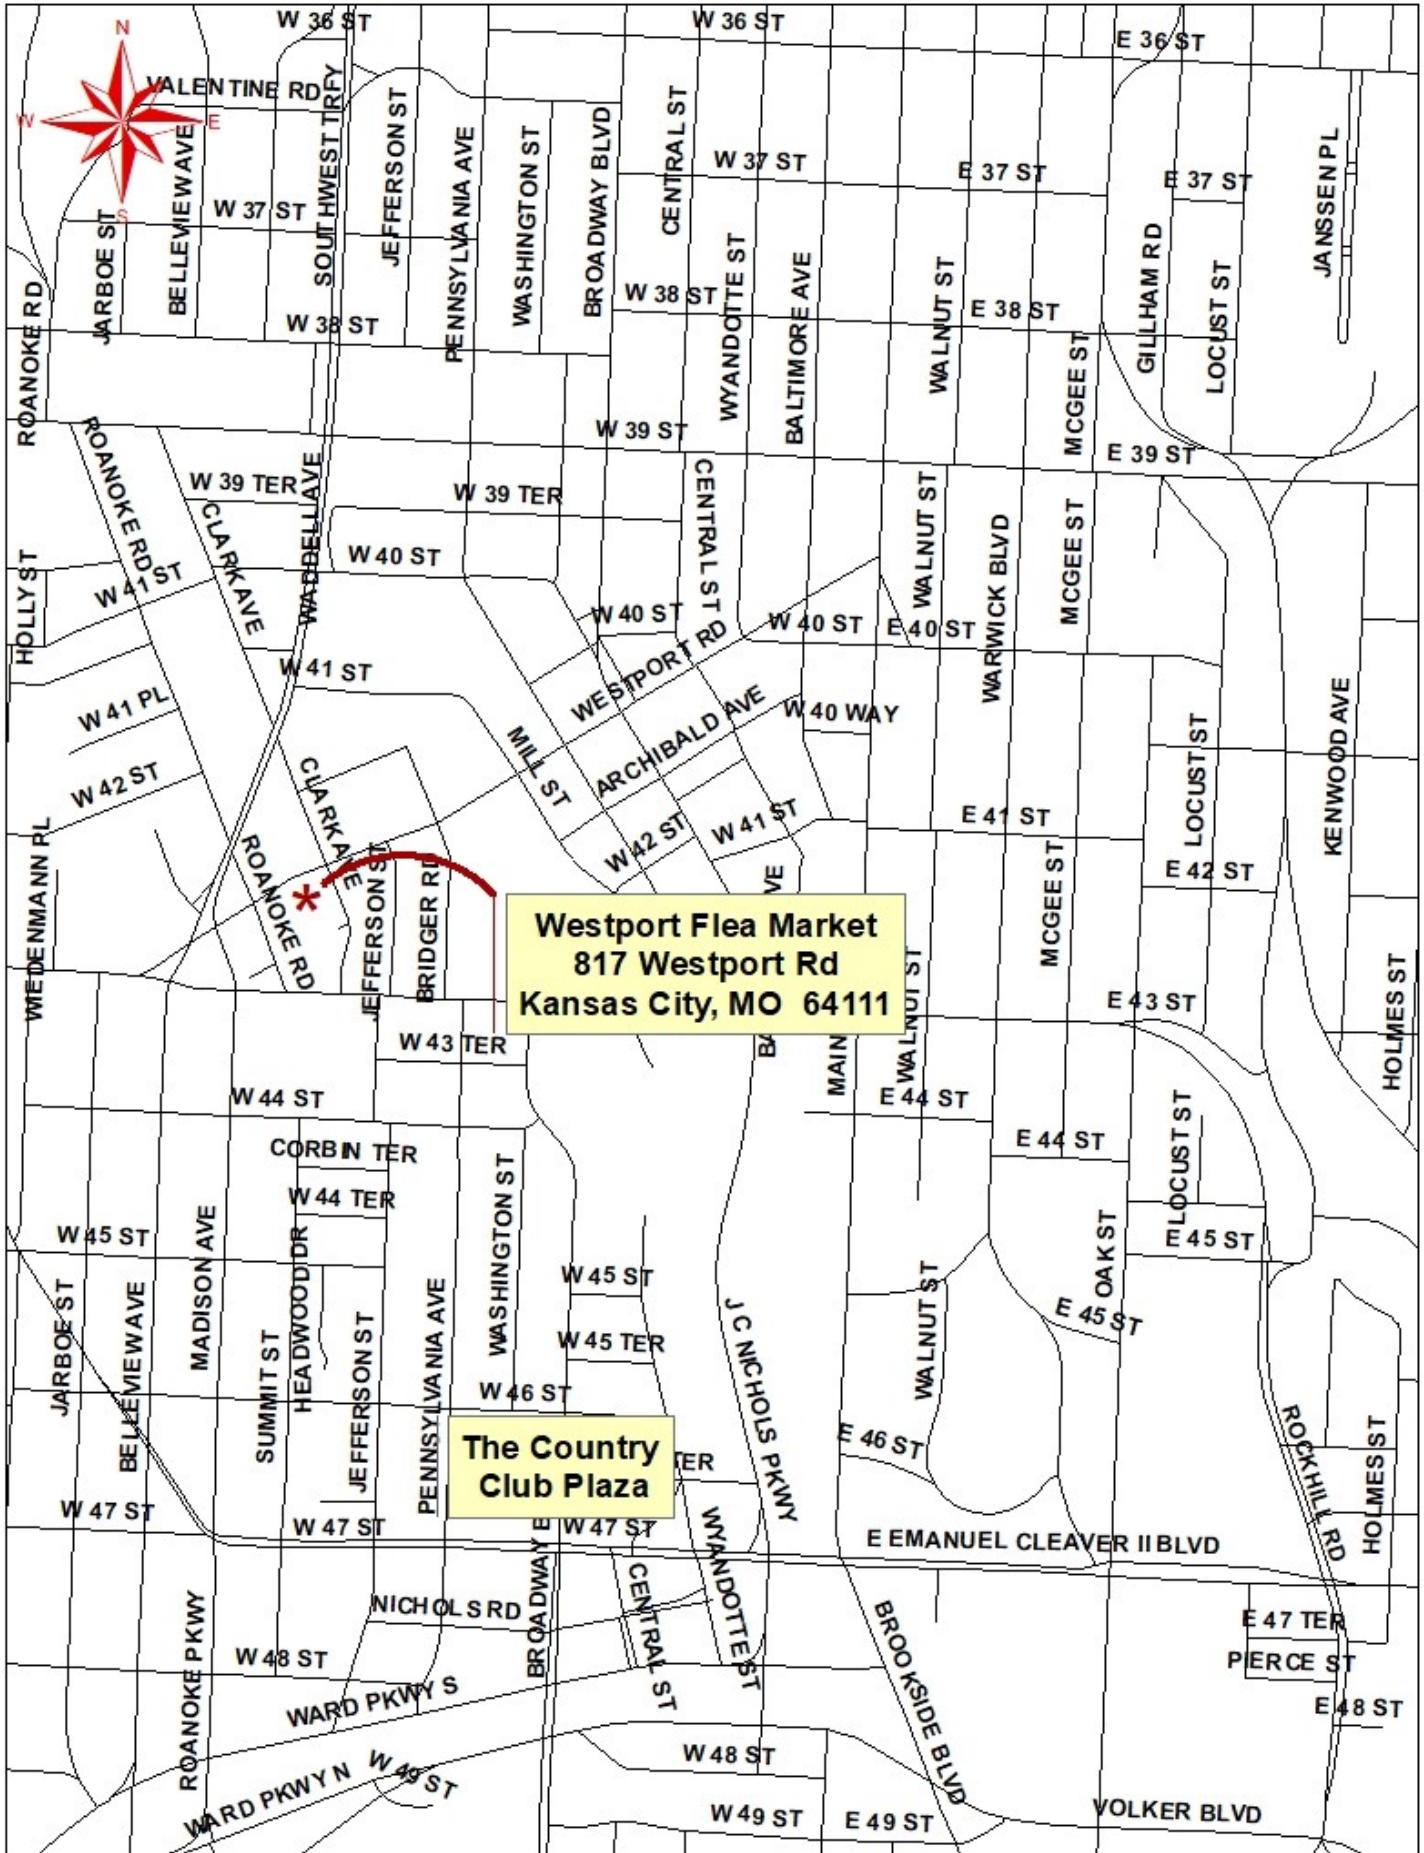 W 36 ST
W 36 ST
E 36 ST
N
VALENTINE RD
W
E
S
SOUTHWEST TRFY
JEFFERSON ST
BELLEVIEW AVE
PENNSYLVANIA AVE
WASHINGTON ST
BROADWAY BLVD
CENTRAL ST
W 37 ST
E 37 ST
E 37 ST
JANSSEN PL
W 37 ST
JARBOE ST
ROANOKE RD
W 38 ST
W 38 ST
WYANDOTTE ST
BALTIMORE AVE
WALNUT ST
E 38 ST
MCGEE ST
GILLHAM RD
LOCUST ST
W 39 ST
E 39 ST
ROANOKE RD
W 39 TER
W 39 TER
CLARK AVE
WADDELL AVE
CENTRAL ST
WALNUT ST
WARWICK BLVD
MCGEE ST
W 40 ST
HOLLY ST
W 41 ST
W 40 ST
W 40 ST
E 40 ST
WESTPORT RD
W 41 ST
W 41 PL
ARCHIBALD AVE
W 40 WAY
LOCUST ST
KENWOOD AVE
W 42 ST
MILL ST
CLARK AVE
W 42 ST
W 41 ST
E 41 ST
E 42 ST
WEIDENMANN PL
ROANOKE RD
JEFFERSON ST
BRIDGER RD
*
MCGEE ST
Westport Flea Market
817 Westport Rd
Kansas City, MO 64111
WALNUT ST
E 43 ST
HOLMES ST
W 43 TER
MAIN
W 44 ST
E 44 ST
E 44 ST
LOCUST ST
CORBIN TER
W 44 TER
WASHINGTON ST
MADISON AVE
W 45 ST
HEADWOOD DR
OAK ST
E 45 ST
JARBOE ST
BELLEVIEW AVE
SUMMIT ST
JEFFERSON ST
PENNSYLVANIA AVE
W 45 ST
W 45 TER
J C NICHOLS PKWY
WALNUT ST
E 45 ST
W 46 ST
The Country
Club Plaza
TER
E 46 ST
ROCKHILL RD
HOLMES ST
W 47 ST
W 47 ST
W 47 ST
WYANDOTTE ST
E EMANUEL CLEAVER II BLVD
ROANOKE PKWY
NICHOLS RD
BROADWAY B
CENTRAL ST
BROOKSIDE BLVD
E 47 TER
W 48 ST
PIERCE ST
WARD PKWY S
E 48 ST
WARD PKWY N
W 49 ST
W 48 ST
W 49 ST
E 49 ST
VOLKER BLVD